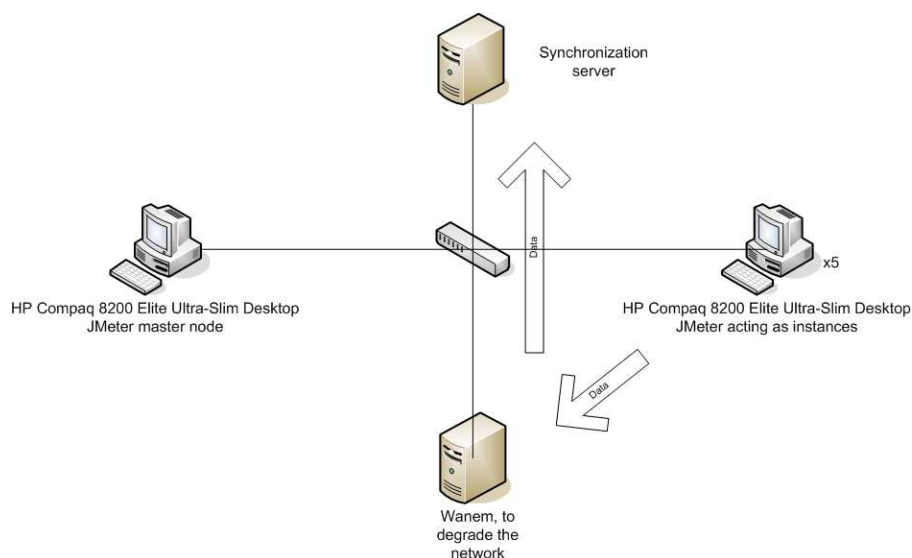 Synchronization
server
Data
x5
HP Compaq 8200 Elite Ultra-Slim Desktop
JMeter master node
HP Compaq 8200 Elite Ultra-Slim Desktop
JMeter acting as instances
Data
Wanem, to
degrade the
network